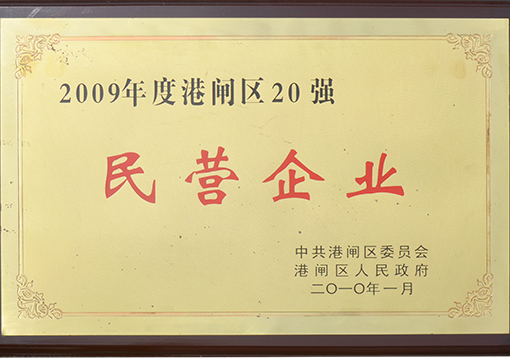 2009年度港闸区20强
民营企业
中共港闸区委员会
港闸区人民政府
二〇一〇年一月